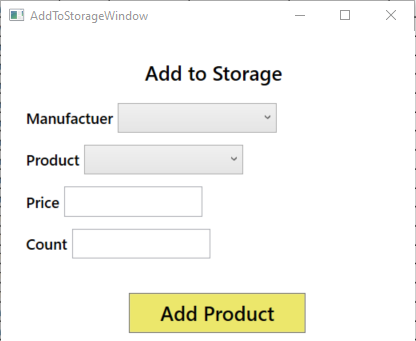 AddToStorageWindow
Add to Storage
Manufactuer
Product
Price
Count
Add Product